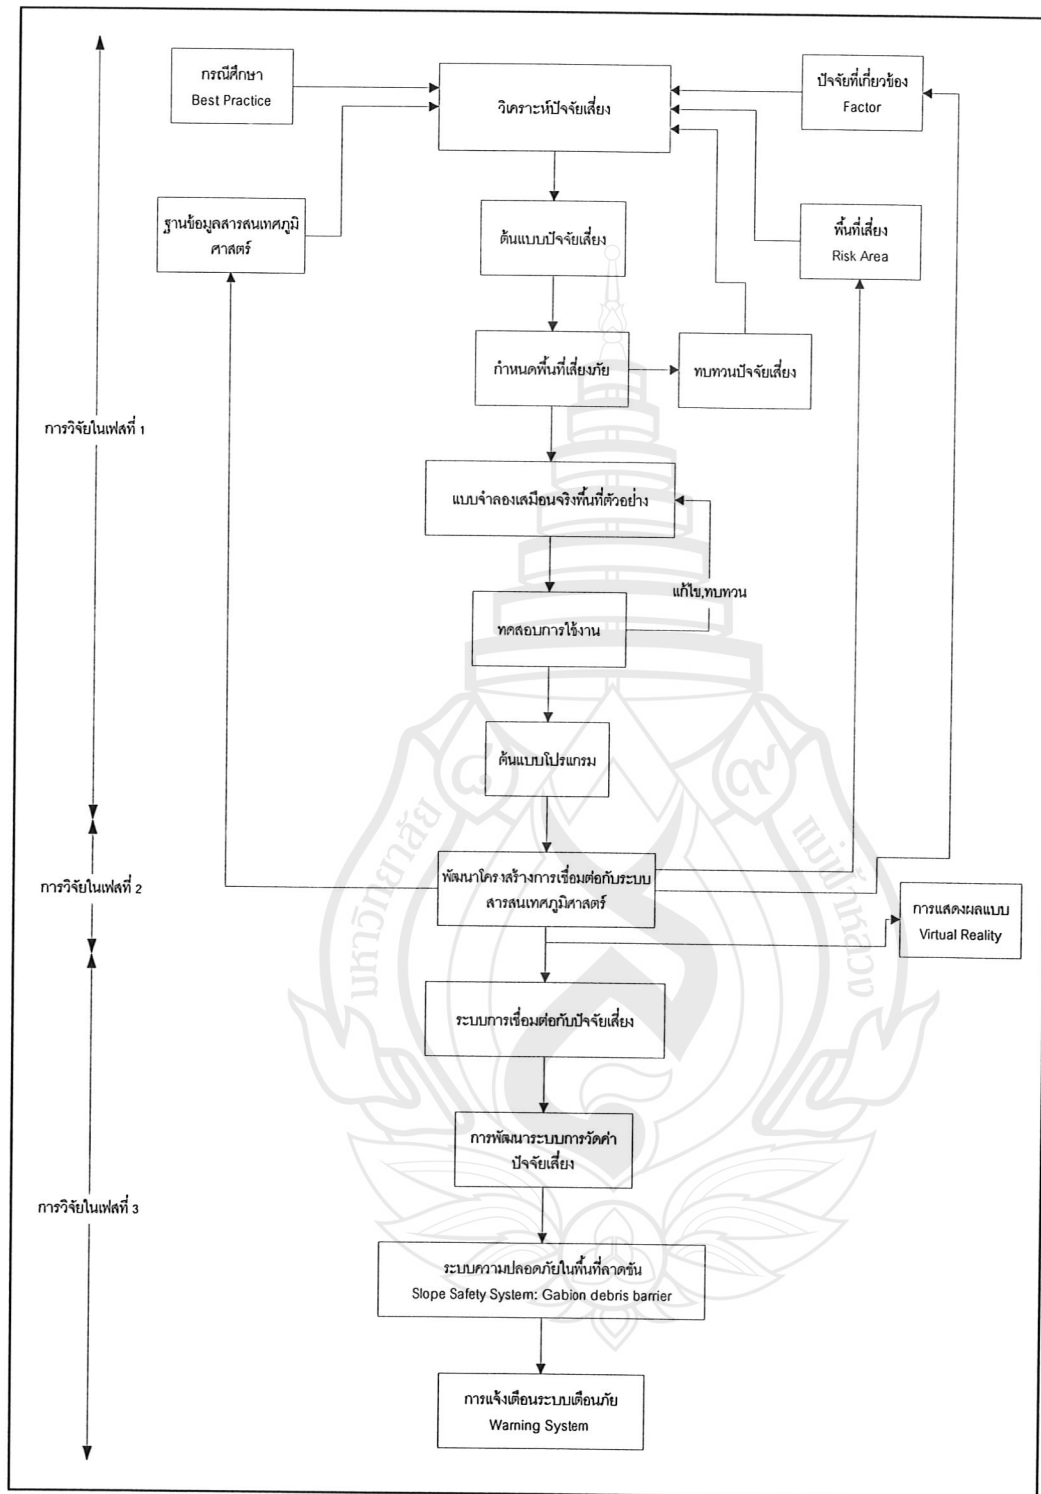 กรณีศึกษา
Best Practice
วิเคราะห์ปัจจัยเสี่ยง
ปัจจัยที่เกี่ยวข้อง
Factor
ฐานข้อมูลสารสนเทศภูมิ
ศาสตร์
ต้นแบบปัจจัยเสี่ยง
พื้นที่เสี่ยง
Risk Area
กำหนดพื้นที่เสี่ยงภัย
ทบทวนปัจจัยเสี่ยง
การวิจัยในเฟสที่ 1
แบบจำลองเสมือนจริงพื้นที่ตัวอย่าง
แก้ไข,ทบทวน
ทดสอบการใช้งาน
ต้นแบบโปรแกรม
การวิจัยในเฟสที่ 2
พัฒนาโครงสร้างการเชื่อมต่อกับระบบ
สารสนเทศภูมิศาสตร์
การแสดงผลแบบ
Virtual Reality
ระบบการเชื่อมต่อกับปัจจัยเสี่ยง
การพัฒนาระบบการวัดค่า
ปัจจัยเสี่ยง
การวิจัยในเฟสที่ 3
ระบบความปลอดภัยในพื้นที่ลาดชัน
Slope Safety System: Gabion debris barrier
การแจ้งเตือนระบบเตือนภัย
Warning System
มหาวิทยาลัย
แม่ฟ้าหลวง